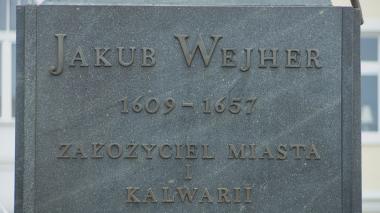 JAKUB WEJHER
1609-1657
ZAŁOŻYCIEL MIASTA
I
KALWARII